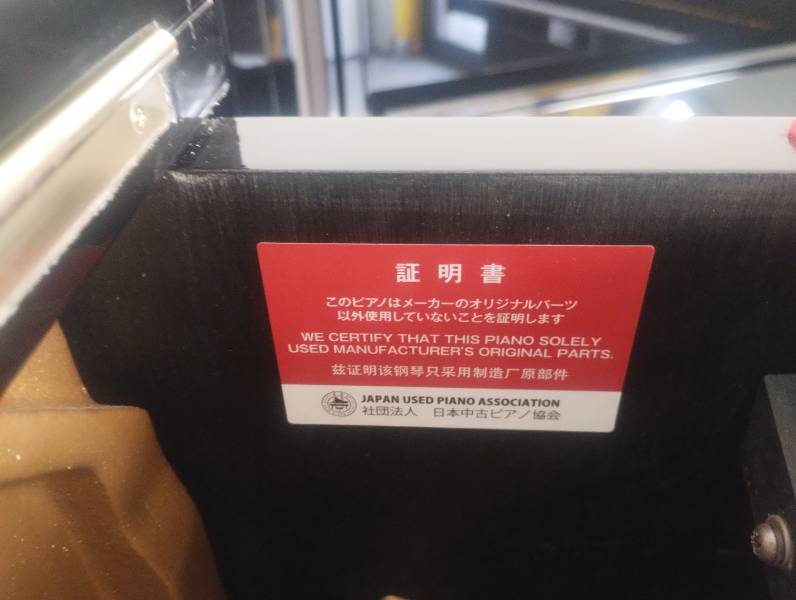 証明書
このピアノはメーカーのオリジナルパーツ
以外使用していないことを証明します
WE CERTIFY THAT THIS PIANO SOLELY
USED MANUFACTURER'S ORIGINAL PARTS.
兹证明该钢琴只采用制造厂原部件
JAPAN USED PIANO ASSOCIATION
社団法人　日本中古ピアノ協会